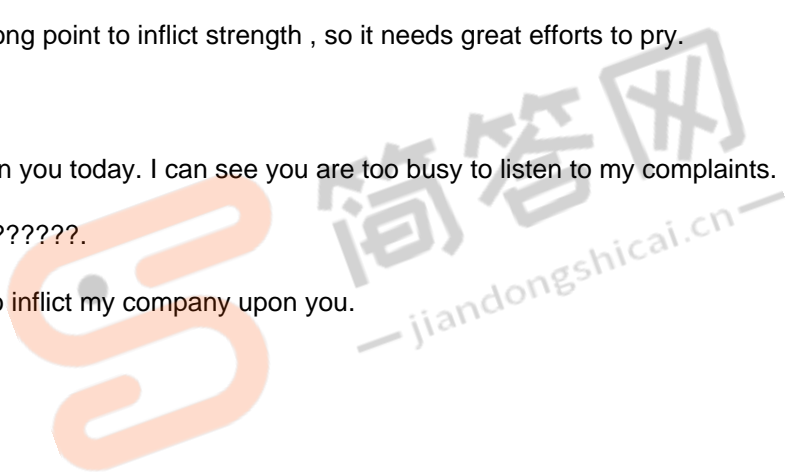 ong point to inflict strength , so it needs great efforts to pry.
n you today. I can see you are too busy to listen to my complaints.
??????.
o inflict my company upon you.
简答网
jiandongshicai.cn